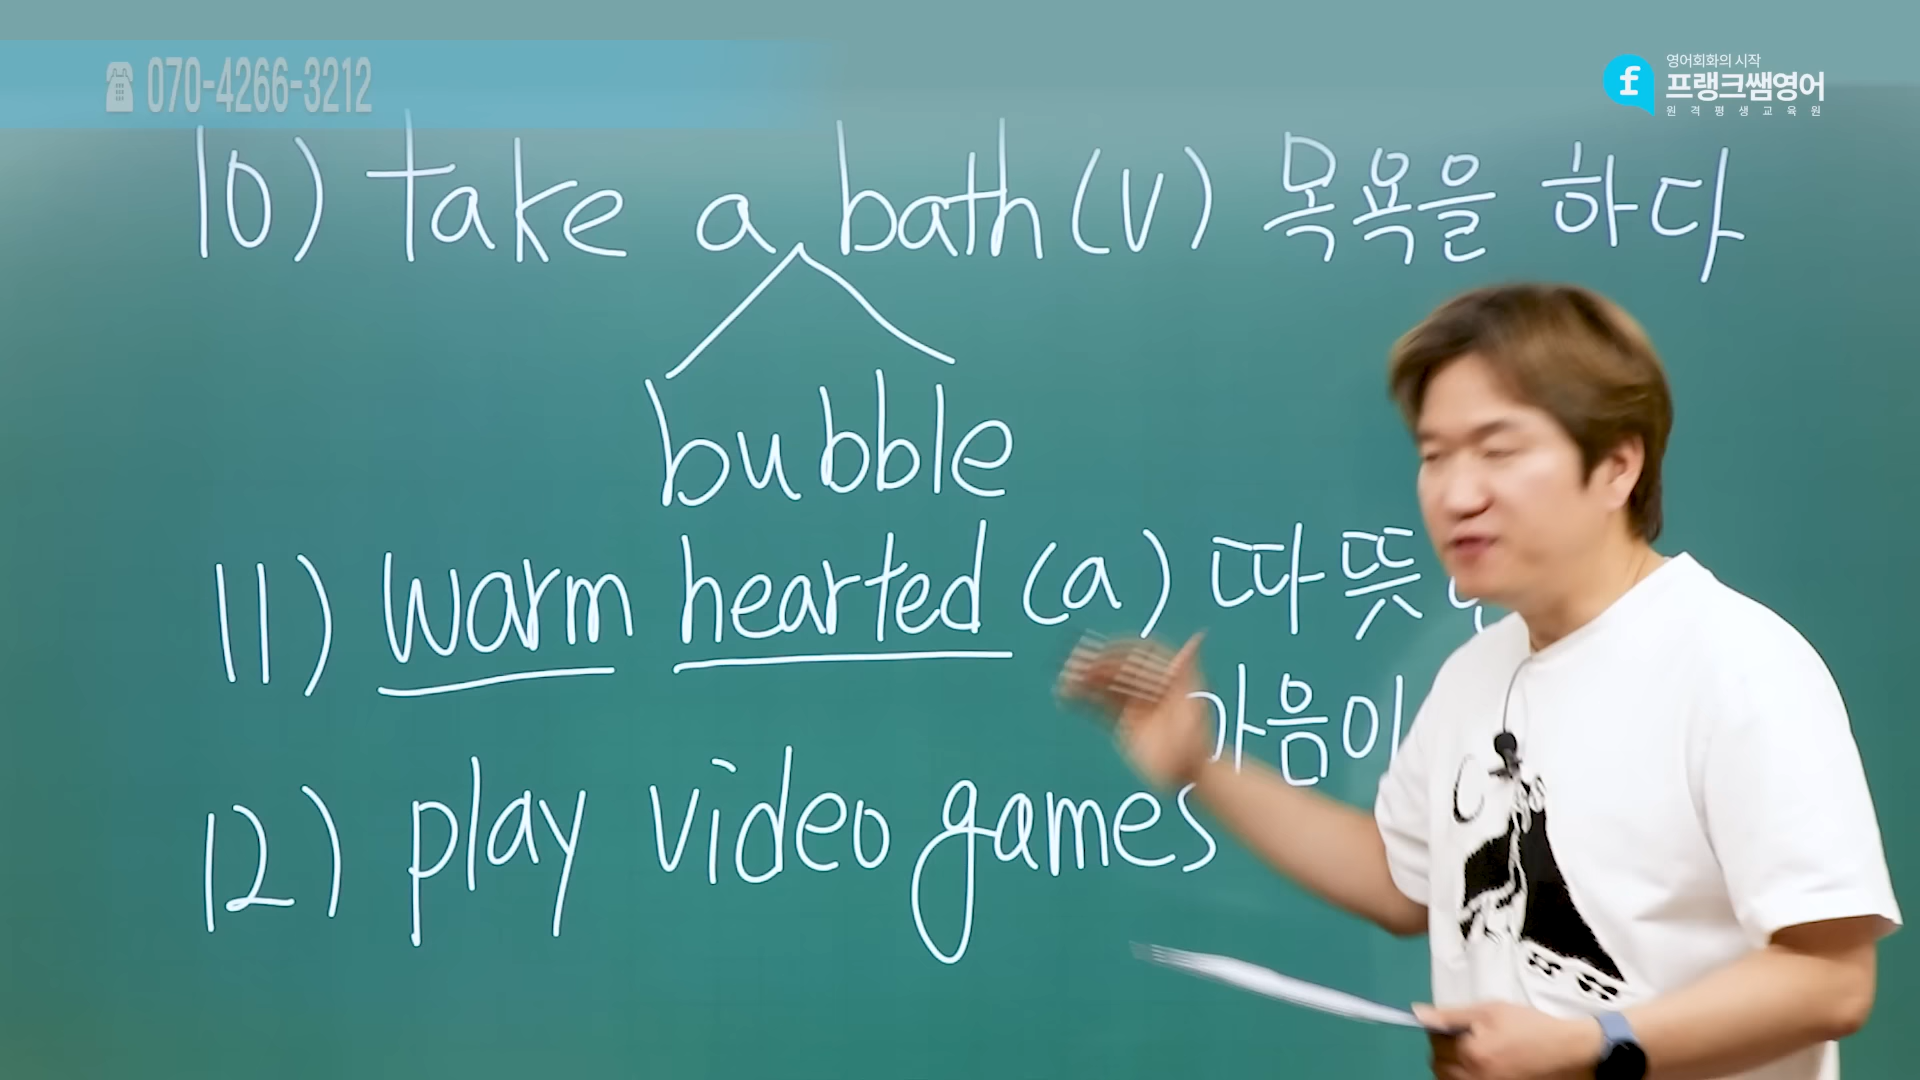 070-4266-3212
영어회화의 시작
프랭크쌤영어
원격평생교육원
10) take a bath (v) 목욕을 하다
bubble
11) warm hearted (a) 따뜻
마음이
12) play video games